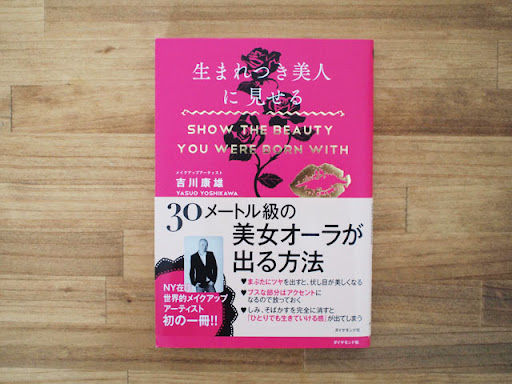 生まれつき美人
に見せる
SHOW THE BEAUTY
YOU WERE BORN WITH
メイクアップアーティスト
吉川康雄
YASUO YOSHIKAWA
30メートル級の
美女オーラが
出る方法
NY在住
世界的メイクアップ
アーティスト
初の一冊!!
♥まぶたにツヤを出すと、伏し目が美しくなる
♥ブスな部分はアクセントに
なるので放っておく
♥しみ、そばかすを完全に消すと
「ひとりでも生きていける感」が出てしまう
ダイヤモンド社
ダイヤモンド社